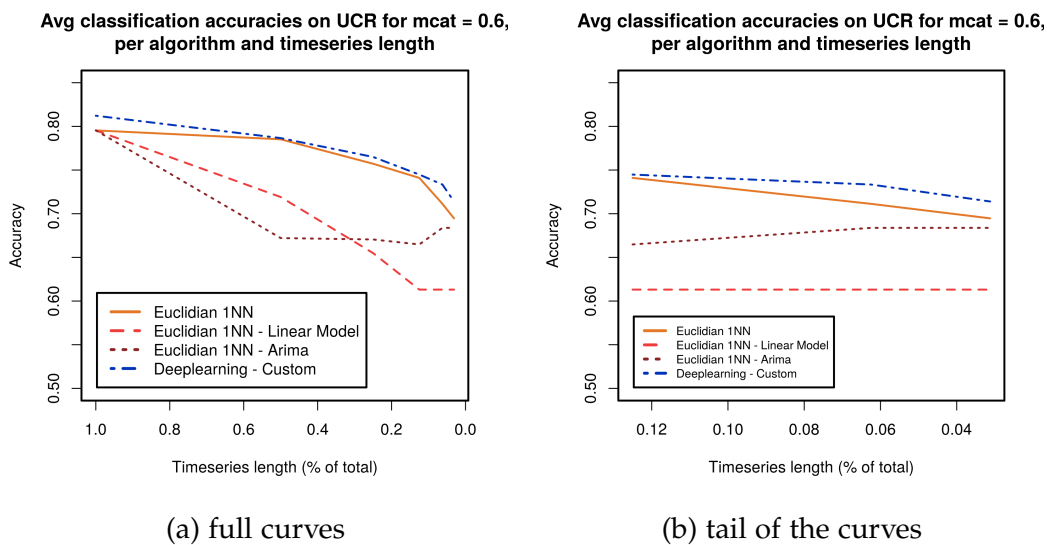 Avg classification accuracies on UCR for mcat = 0.6,
per algorithm and timeseries length
Accuracy
0.80
0.70
0.60
0.50
Euclidian 1NN
Euclidian 1NN - Linear Model
Euclidian 1NN - Arima
Deeplearning - Custom
1.0 0.8 0.6 0.4 0.2 0.0
Timeseries length (% of total)
(a) full curves
Avg classification accuracies on UCR for mcat = 0.6,
per algorithm and timeseries length
Accuracy
0.80
0.70
0.60
0.50
Euclidian 1NN
Euclidian 1NN - Linear Model
Euclidian 1NN - Arima
Deeplearning - Custom
0.12 0.10 0.08 0.06 0.04
Timeseries length (% of total)
(b) tail of the curves